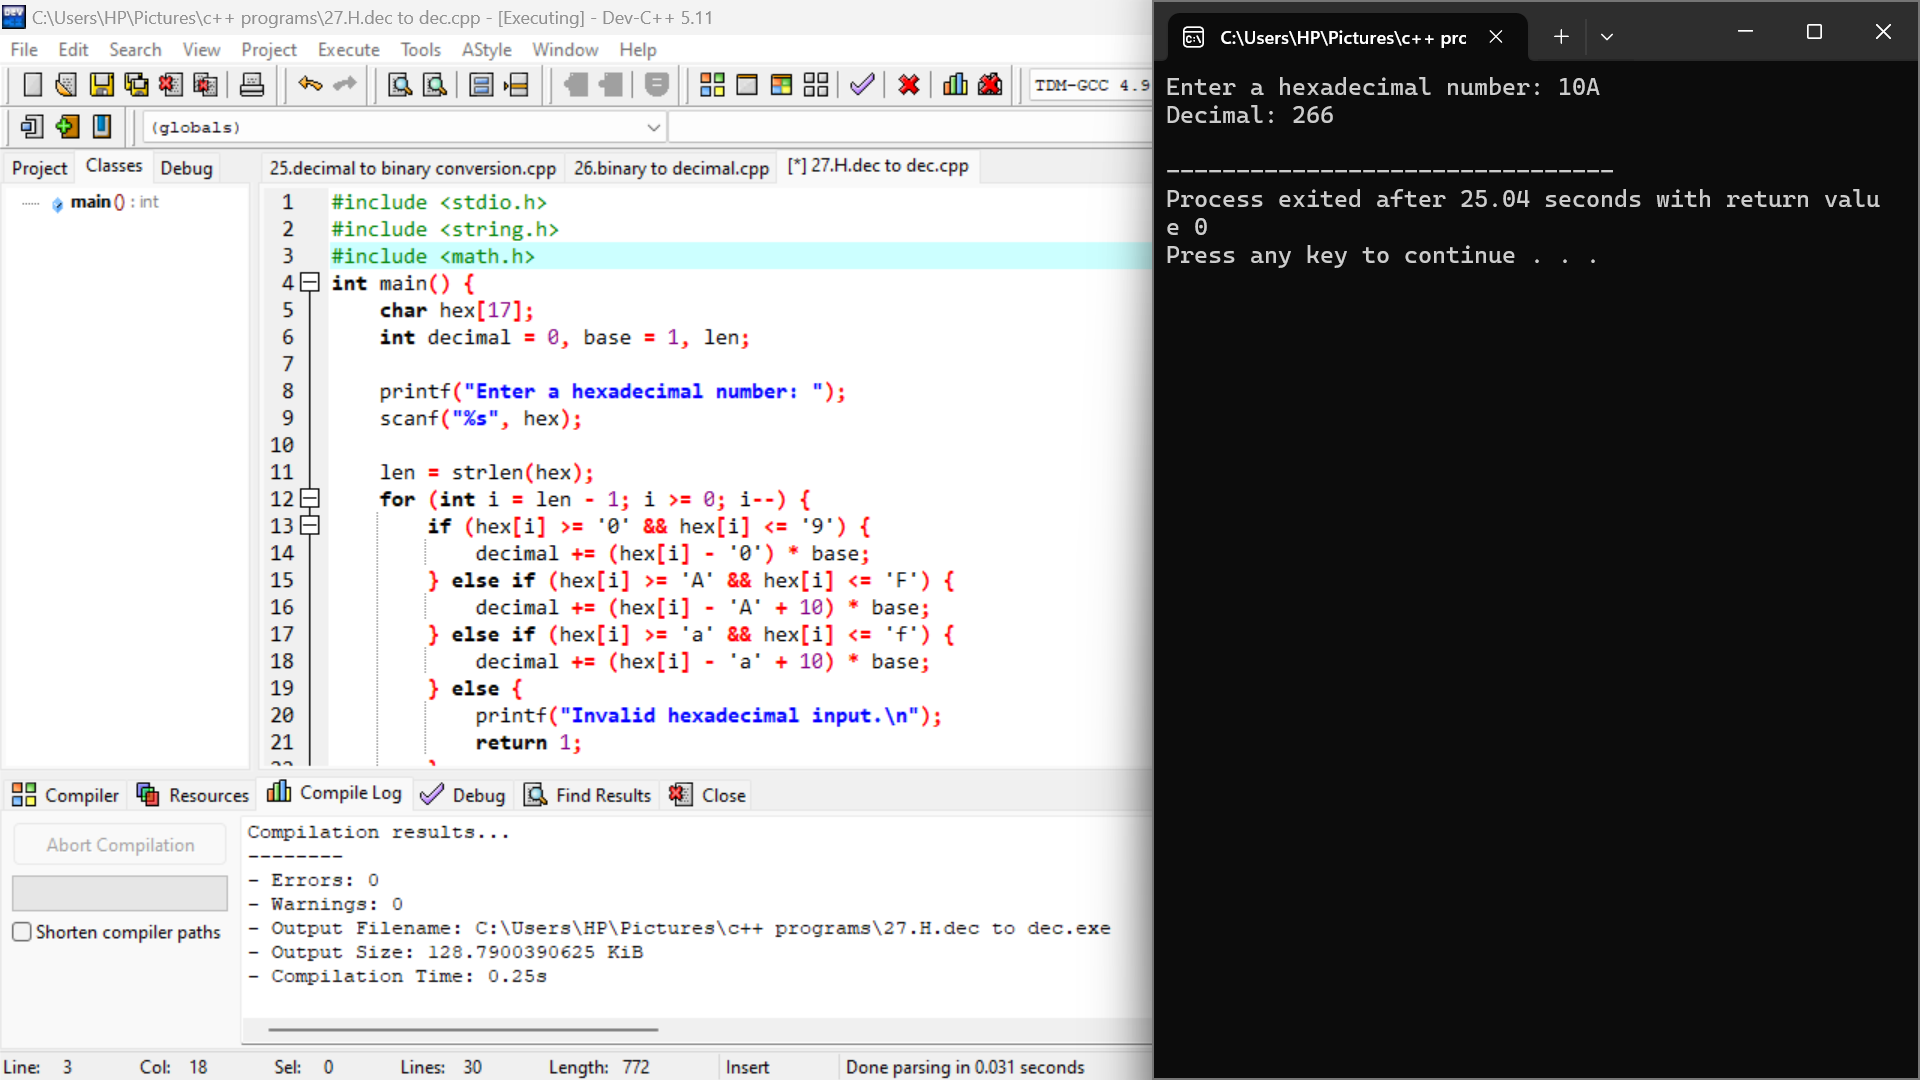 C:\Users\HP\Pictures\c++ programs\27.H.dec to dec.cpp - [Executing] - Dev-C++ 5.11
File Edit Search View Project Execute Tools AStyle Window Help
TDM-GCC 4.9
(globals)
Project Classes Debug
25.decimal to binary conversion.cpp 26.binary to decimal.cpp [*] 27.H.dec to dec.cpp
main () : int
1 #include <stdio.h>
2 #include <string.h>
3 #include <math.h>
4 int main() {
5 char hex[17];
6 int decimal = 0, base = 1, len;
7
8 printf("Enter a hexadecimal number: ");
9 scanf("%s", hex);
10
11 len = strlen(hex);
12 for (int i = len - 1; i >= 0; i--) {
13 if (hex[i] >= '0' && hex[i] <= '9') {
14 decimal += (hex[i] - '0') * base;
15 } else if (hex[i] >= 'A' && hex[i] <= 'F') {
16 decimal += (hex[i] - 'A' + 10) * base;
17 } else if (hex[i] >= 'a' && hex[i] <= 'f') {
18 decimal += (hex[i] - 'a' + 10) * base;
19 } else {
20 printf("Invalid hexadecimal input.\n");
21 return 1;
Compiler Resources Compile Log Debug Find Results Close
Abort Compilation
Shorten compiler paths
Compilation results...
--------
- Errors: 0
- Warnings: 0
- Output Filename: C:\Users\HP\Pictures\c++ programs\27.H.dec to dec.exe
- Output Size: 128.7900390625 KiB
- Compilation Time: 0.25s
Line: 3 Col: 18 Sel: 0 Lines: 30 Length: 772 Insert Done parsing in 0.031 seconds
C:\Users\HP\Pictures\c++ prc
Enter a hexadecimal number: 10A
Decimal: 266
--------------------------------
Process exited after 25.04 seconds with return valu
e 0
Press any key to continue . . .